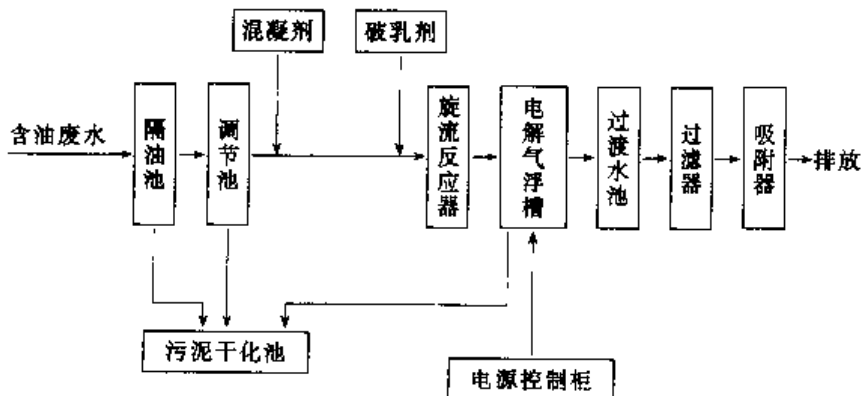 混凝剂
破乳剂
含油废水
隔油池
调节池
旋流反应器
电解气浮槽
过渡水池
过滤器
吸附器
排放
污泥干化池
电源控制柜